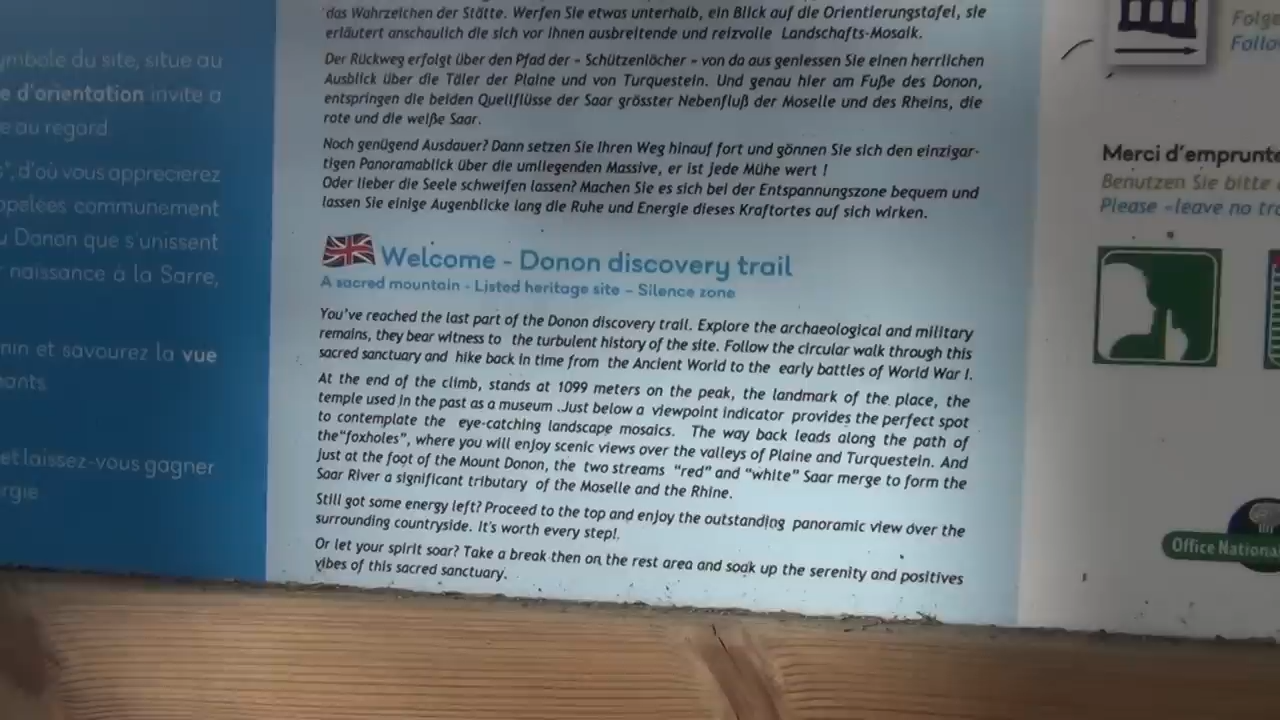 mbole du site, situe au
e d'orientation invite a
e au regard
d'où vous apprecierez
appelées communement
u Donon que s'unissent
naissance à la Sarre,
nin et savourez la vue
nants
et laissez-vous gagner
rgie
das Wahrzeichen der Stätte. Werfen Sie etwas unterhalb, ein Blick auf die Orientierungstafel, sie
erläutert anschaulich die sich vor Ihnen ausbreitende und reizvolle Landschafts-Mosaik.
Der Rückweg erfolgt über den Pfad der - Schützenlöcher - von da aus geniessen Sie einen herrlichen
Ausblick über die Täler der Plaine und von Turquestein. Und genau hier am Fuße des Donon,
entspringen die beiden Quellflüsse der Saar grösster Nebenfluß der Moselle und des Rheins, die
rote und die weiße Saar.
Noch genügend Ausdauer? Dann setzen Sie Ihren Weg hinauf fort und gönnen Sie sich den einzigar-
tigen Panoramablick über die umliegenden Massive, er ist jede Mühe wert !
Oder lieber die Seele schweifen lassen? Machen Sie es sich bei der Entspannungszone bequem und
lassen Sie einige Augenblicke lang die Ruhe und Energie dieses Kraftortes auf sich wirken.
Welcome - Donon discovery trail
A sacred mountain - Listed heritage site - Silence zone
You've reached the last part of the Donon discovery trail. Explore the archaeological and military
remains, they bear witness to the turbulent history of the site. Follow the circular walk through this
sacred sanctuary and hike back in time from the Ancient World to the early battles of World War I.
At the end of the climb, stands at 1099 meters on the peak, the landmark of the place, the
temple used in the past as a museum .Just below a viewpoint indicator provides the perfect spot
to contemplate the eye-catching landscape mosaics. The way back leads along the path of
the"foxholes", where you will enjoy scenic views over the valleys of Plaine and Turquestein. And
just at the foot of the Mount Donon, the two streams "red" and "white" Saar merge to form the
Saar River a significant tributary of the Moselle and the Rhine.
Still got some energy left? Proceed to the top and enjoy the outstanding panoramic view over the
surrounding countryside. It's worth every step!.
Or let your spirit soar? Take a break then on the rest area and soak up the serenity and positives
vibes of this sacred sanctuary.
Folge
Follo
Merci d'emprunte
Benutzen Sie bitte
Please -leave no tra
Office Nationa